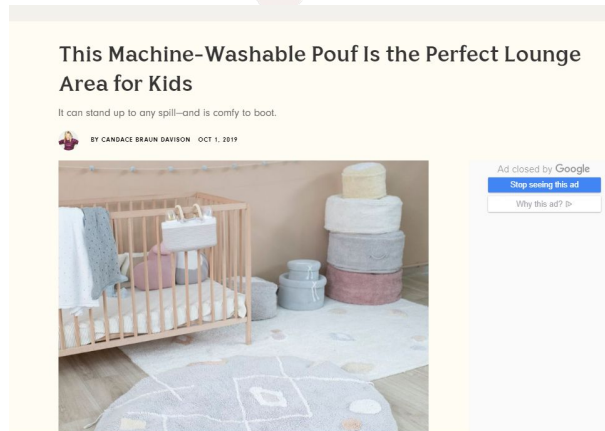 This Machine-Washable Pouf Is the Perfect Lounge
Area for Kids
It can stand up to any spill—and is comfy to boot.
BY CANDACE BRAUN DAVISON OCT 1, 2019
Ad closed by Google
Stop seeing this ad
Why this ad?